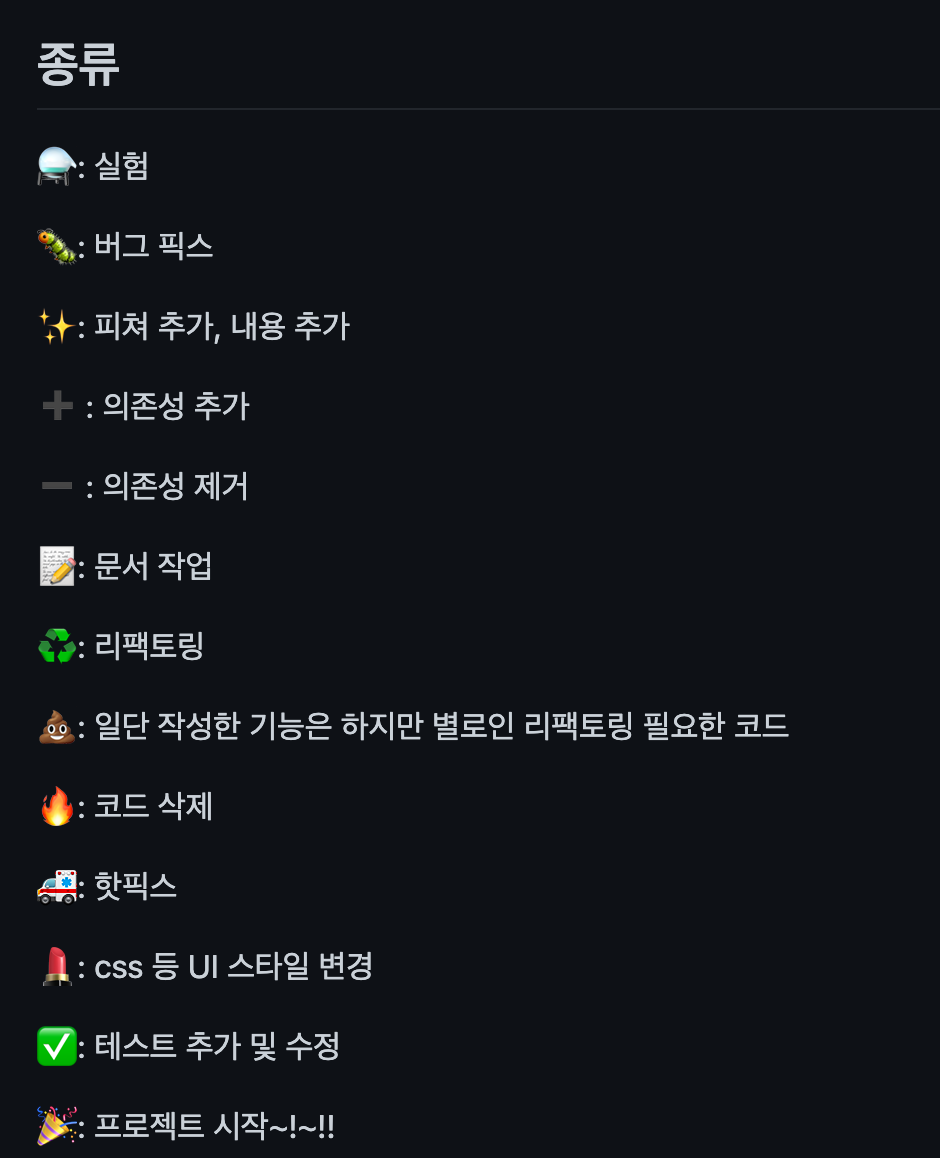 종류
⚗️: 실험
🐛: 버그 픽스
✨: 피쳐 추가, 내용 추가
➕ : 의존성 추가
➖ : 의존성 제거
📝: 문서 작업
♻️: 리팩토링
💩: 일단 작성한 기능은 하지만 별로인 리팩토링 필요한 코드
🔥: 코드 삭제
🚑: 핫픽스
💄: css 등 UI 스타일 변경
✅: 테스트 추가 및 수정
🎉: 프로젝트 시작~!~!!